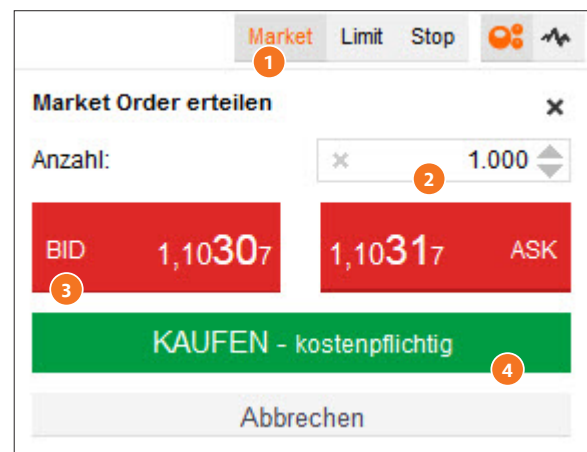 Market Limit Stop
1
Market Order erteilen
Anzahl: 1.000
2
BID 1,10307 1,10317 ASK
3
KAUFEN - kostenpflichtig
4
Abbrechen